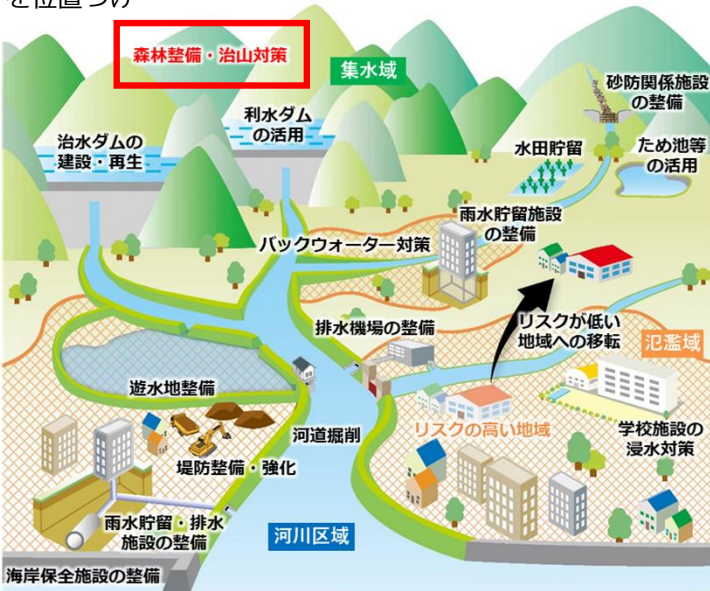 を位置づけ
森林整備・治山対策
集水域
砂防関係施設
の整備
治水ダムの
建設・再生
利水ダム
の活用
水田貯留
ため池等
の活用
雨水貯留施設
の整備
バックウォーター対策
排水機場の整備
リスクが低い
地域への移転
氾濫域
遊水地整備
河道掘削
リスクの高い地域
学校施設の
浸水対策
堤防整備・強化
雨水貯留・排水
施設の整備
河川区域
海岸保全施設の整備